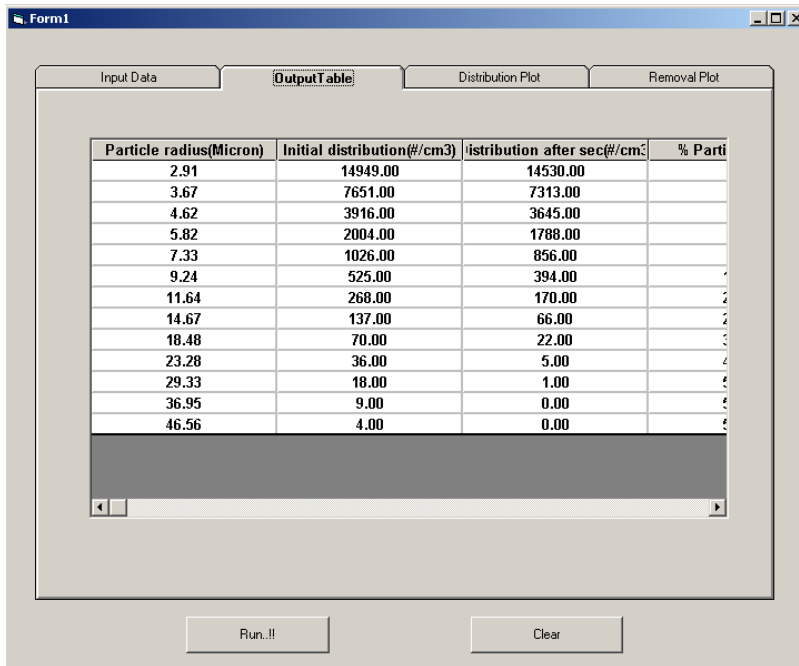 Form1
Input Data OutputTable Distribution Plot Removal Plot
Particle radius(Micron) Initial distribution(#/cm3) istribution after sec(#/cm3 % Parti
2.91 14949.00 14530.00
3.67 7651.00 7313.00
4.62 3916.00 3645.00
5.82 2004.00 1788.00
7.33 1026.00 856.00
9.24 525.00 394.00
11.64 268.00 170.00
14.67 137.00 66.00
18.48 70.00 22.00
23.28 36.00 5.00
29.33 18.00 1.00
36.95 9.00 0.00
46.56 4.00 0.00
Run..!! Clear